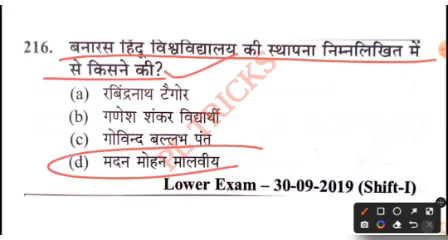 216. बनारस हिंदू विश्वविद्यालय की स्थापना निम्नलिखित में
से किसने की?
(a) रबिंद्रनाथ टैगोर
(b) गणेश शंकर विद्यार्थी
(c) गोविन्द बल्लभ पंत
(d) मदन मोहन मालवीय
Lower Exam – 30-09-2019 (Shift-I)
PETRICKS